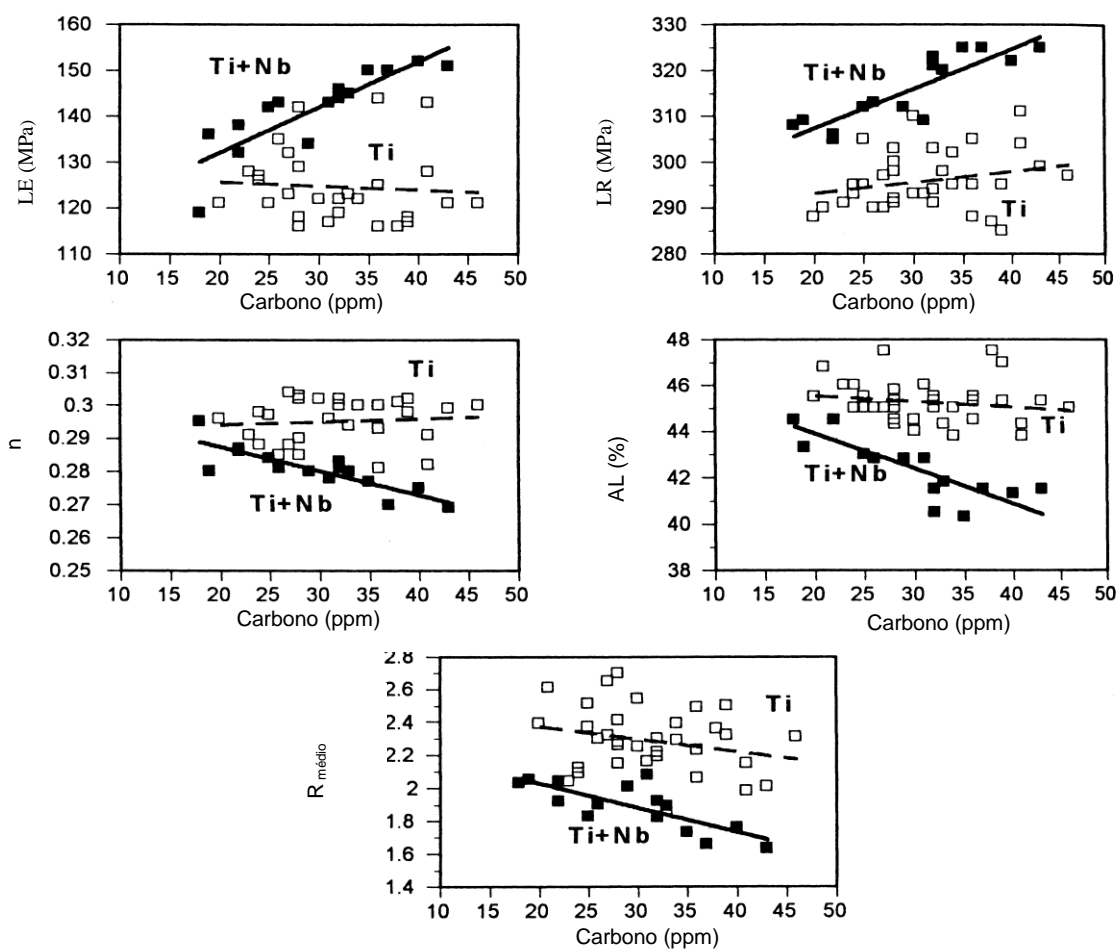 160
150
140
130
120
110
LE (MPa)
Ti+Nb
Ti
10 15 20 25 30 35 40 45 50
Carbono (ppm)
330
320
310
300
290
280
LR (MPa)
Ti+Nb
Ti
10 20 30 40 50
Carbono (ppm)
0.32
0.31
0.3
0.29
0.28
0.27
0.26
0.25
n
Ti
Ti+Nb
10 15 20 25 30 35 40 45 50
Carbono (ppm)
48
46
44
42
40
38
AL (%)
Ti
Ti+Nb
10 15 20 25 30 35 40 45 50
Carbono (ppm)
2.8
2.6
2.4
2.2
2
1.8
1.6
1.4
R médio
Ti
Ti+Nb
10 15 20 25 30 35 40 45 50
Carbono (ppm)